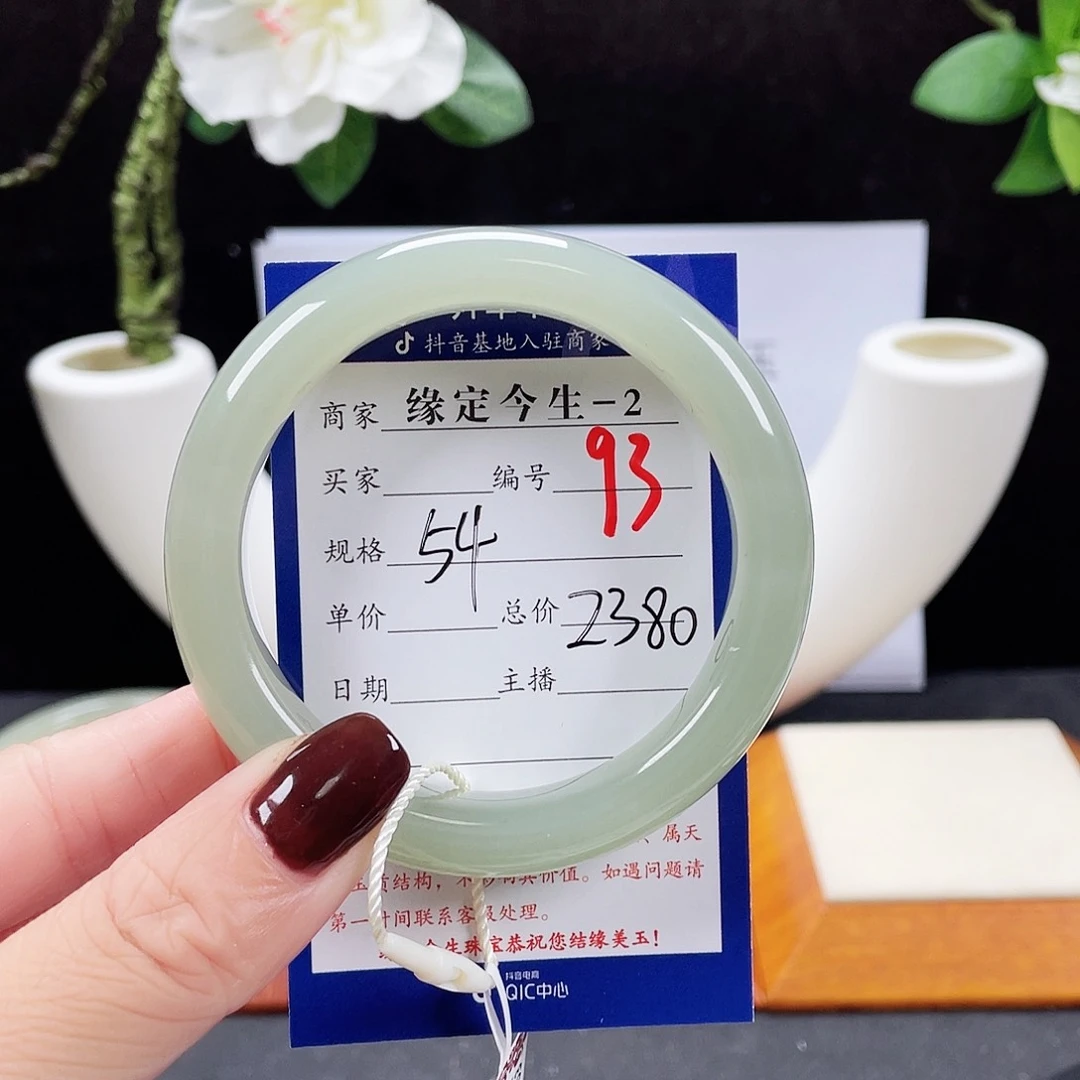 抖音基地入驻商家
商家 缘定今生-2
买家 编号 93
规格 54
单价 总价 2380
日期 主播
属天
质结构,不影响其价值。如遇问题请
第一时间联系客服处理。
今生珠宝恭祝您结缘美玉!
抖音电商
QIC中心